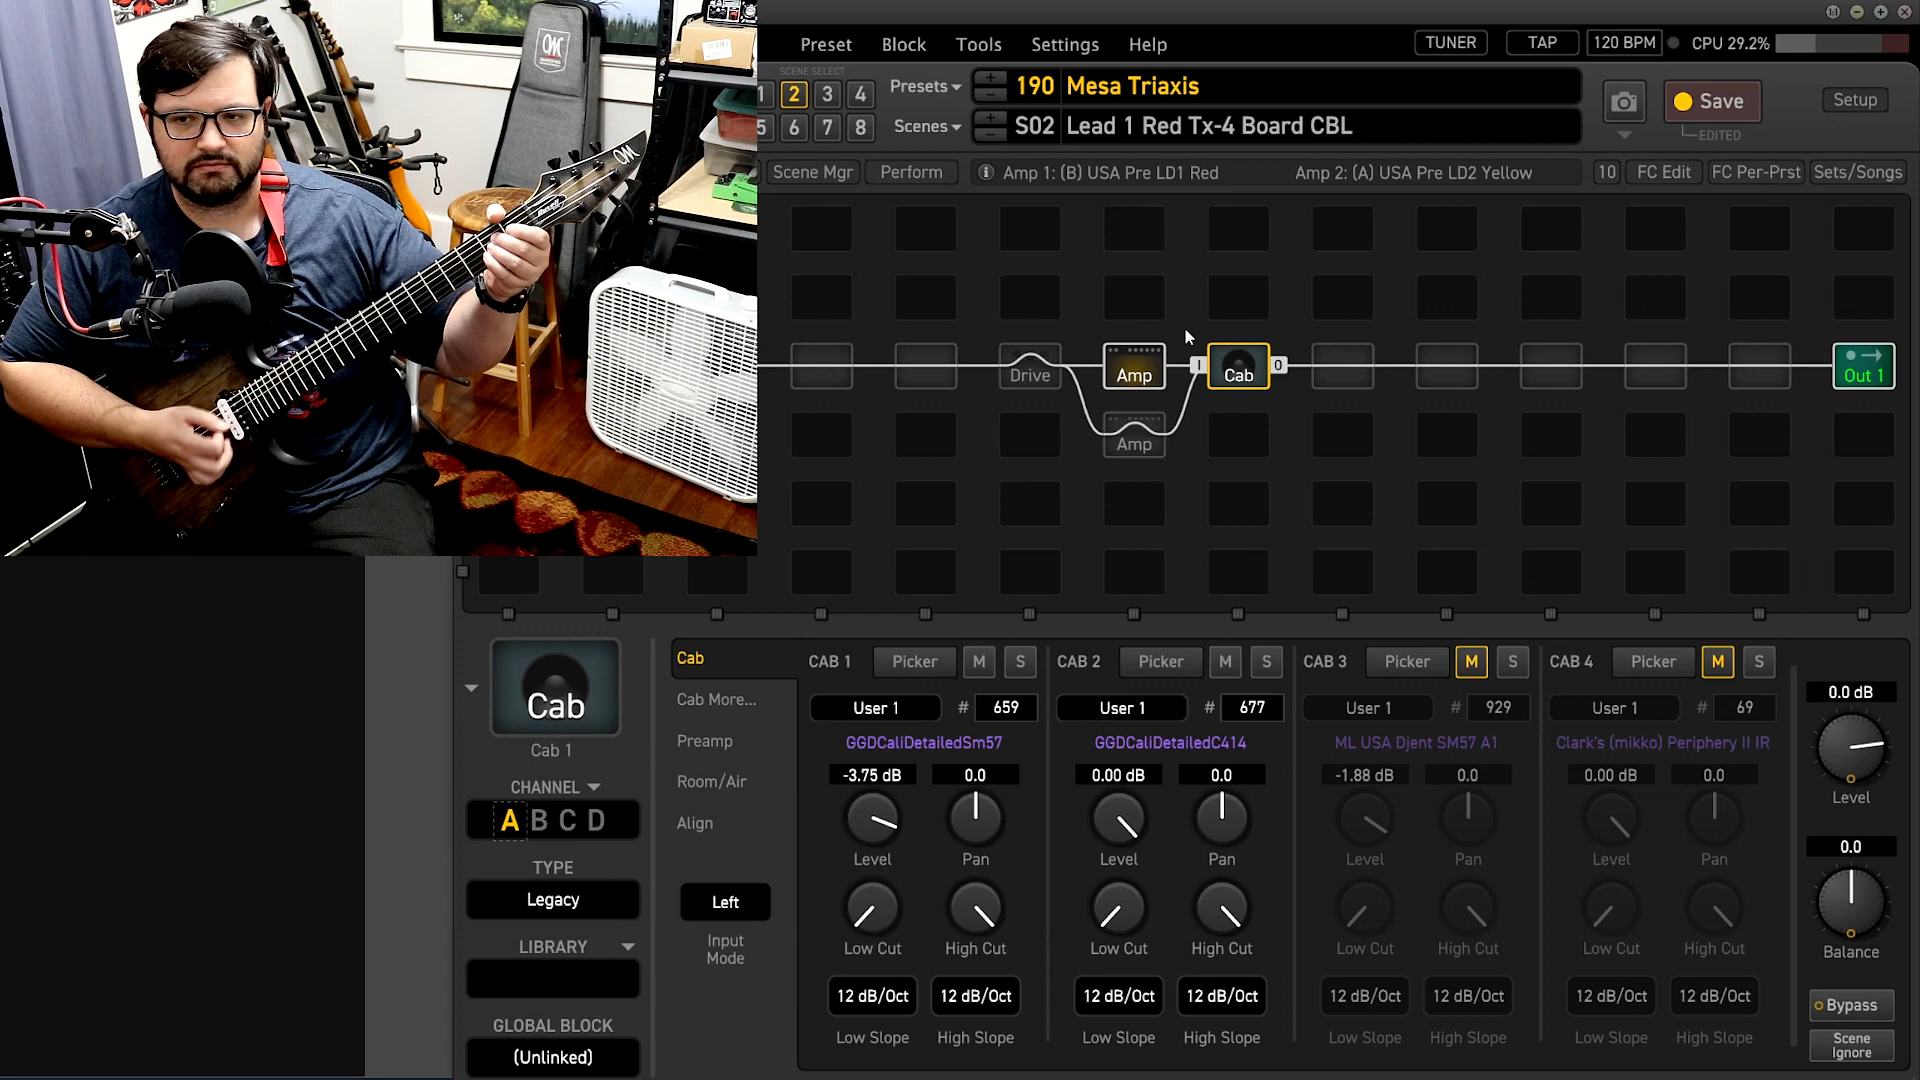 Preset Block Tools Settings Help
TUNER TAP 120 BPM CPU 29.2%
SCENE SELECT
1 2 3 4
5 6 7 8
Presets 190 Mesa Triaxis
Scenes S02 Lead 1 Red Tx-4 Board CBL
Save
EDITED
Setup
Scene Mgr Perform
Amp 1: (B) USA Pre LD1 Red Amp 2: (A) USA Pre LD2 Yellow
10 FC Edit FC Per-Prst Sets/Songs
Drive Amp I Cab O Out 1
Amp
Cab
Cab 1
CHANNEL
A B C D
TYPE
Legacy
LIBRARY
GLOBAL BLOCK
(Unlinked)
Cab
Cab More...
Preamp
Room/Air
Align
Left
Input
Mode
CAB 1 Picker M S
User 1 # 659
GGDCaliDetailedSm57
-3.75 dB 0.0
Level Pan
Low Cut High Cut
12 dB/Oct 12 dB/Oct
Low Slope High Slope
CAB 2 Picker M S
User 1 # 677
GGDCaliDetailedC414
0.00 dB 0.0
Level Pan
Low Cut High Cut
12 dB/Oct 12 dB/Oct
Low Slope High Slope
CAB 3 Picker M S
User 1 # 929
ML USA Djent SM57 A1
-1.88 dB 0.0
Level Pan
Low Cut High Cut
12 dB/Oct 12 dB/Oct
Low Slope High Slope
CAB 4 Picker M S
User 1 # 69
Clark's (mikko) Periphery II IR
0.00 dB 0.0
Level Pan
Low Cut High Cut
12 dB/Oct 12 dB/Oct
Low Slope High Slope
0.0 dB
Level
0.0
Balance
Bypass
Scene
Ignore